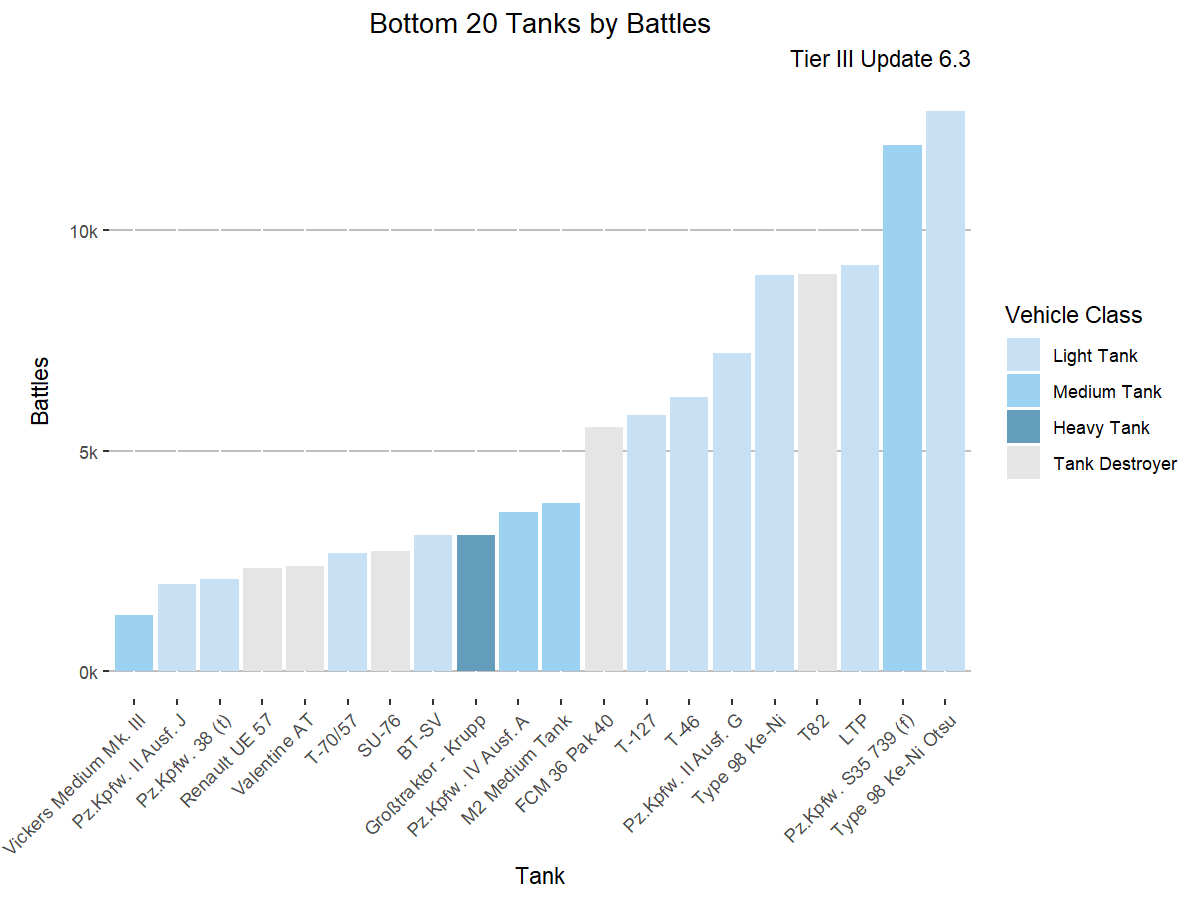 Bottom 20 Tanks by Battles
Tier III Update 6.3
Battles
10k
5k
0k
Vickers Medium Mk. III
Pz.Kpfw. II Ausf. J
Pz.Kpfw. 38 (t)
Renault UE 57
Valentine AT
T-70/57
SU-76
BT-SV
Großtraktor - Krupp
Pz.Kpfw. IV Ausf. A
M2 Medium Tank
FCM 36 Pak 40
T-127
T-46
Pz.Kpfw. II Ausf. G
Type 98 Ke-Ni
T82
LTP
Pz.Kpfw. S35 739 (f)
Type 98 Ke-Ni Otsu
Tank
Vehicle Class
Light Tank
Medium Tank
Heavy Tank
Tank Destroyer